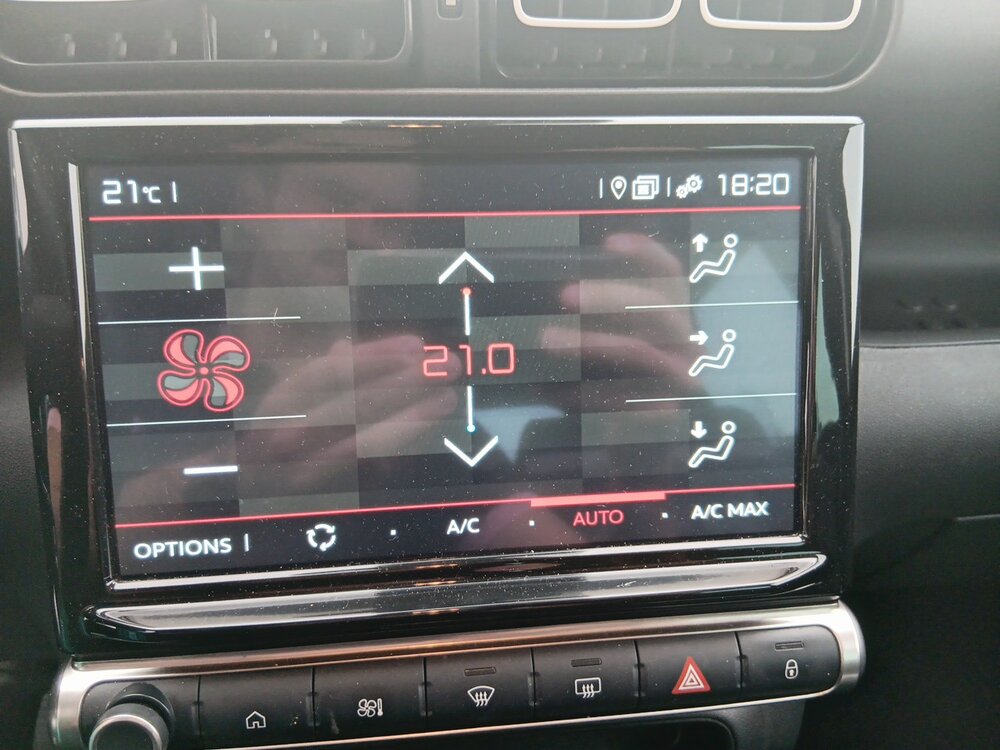 21°C
18:20
21.0
OPTIONS
A/C
AUTO
A/C MAX